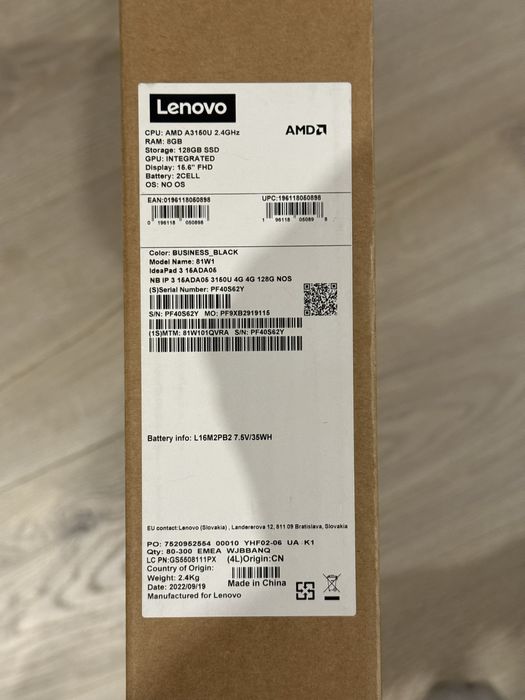 Lenovo
AMD
CPU: AMD A3150U 2.4GHz
RAM: 8GB
Storage: 128GB SSD
GPU: INTEGRATED
Display: 15.6" FHD
Battery: 2CELL
OS: NO OS
EAN:0196118050898 UPC:196118050898
0 196118 050898 1 96118 05089 8
Color: BUSINESS_BLACK
Model Name: 81W1
IdeaPad 3 15ADA05
NB IP 3 15ADA05 3150U 4G 4G 128G NOS
(S)Serial Number: PF40S62Y
S/N: PF40S62Y MO: PF9XB2919115
(1S)MTM: 81W101QVRA S/N: PF40S62Y
Battery info: L16M2PB2 7.5V/35WH
EU contact:Lenovo (Slovakia) , Landererova 12, 811 09 Bratislava, Slovakia
PO: 7520952554 00010 YHF02-06 UA K1
Qty: 80-300 EMEA WJBBANQ
LC PN:GS5508111PX (4L)Origin:CN
Country of Origin:
Weight: 2.4Kg Made in China
Date: 2022/09/19
Manufactured for Lenovo